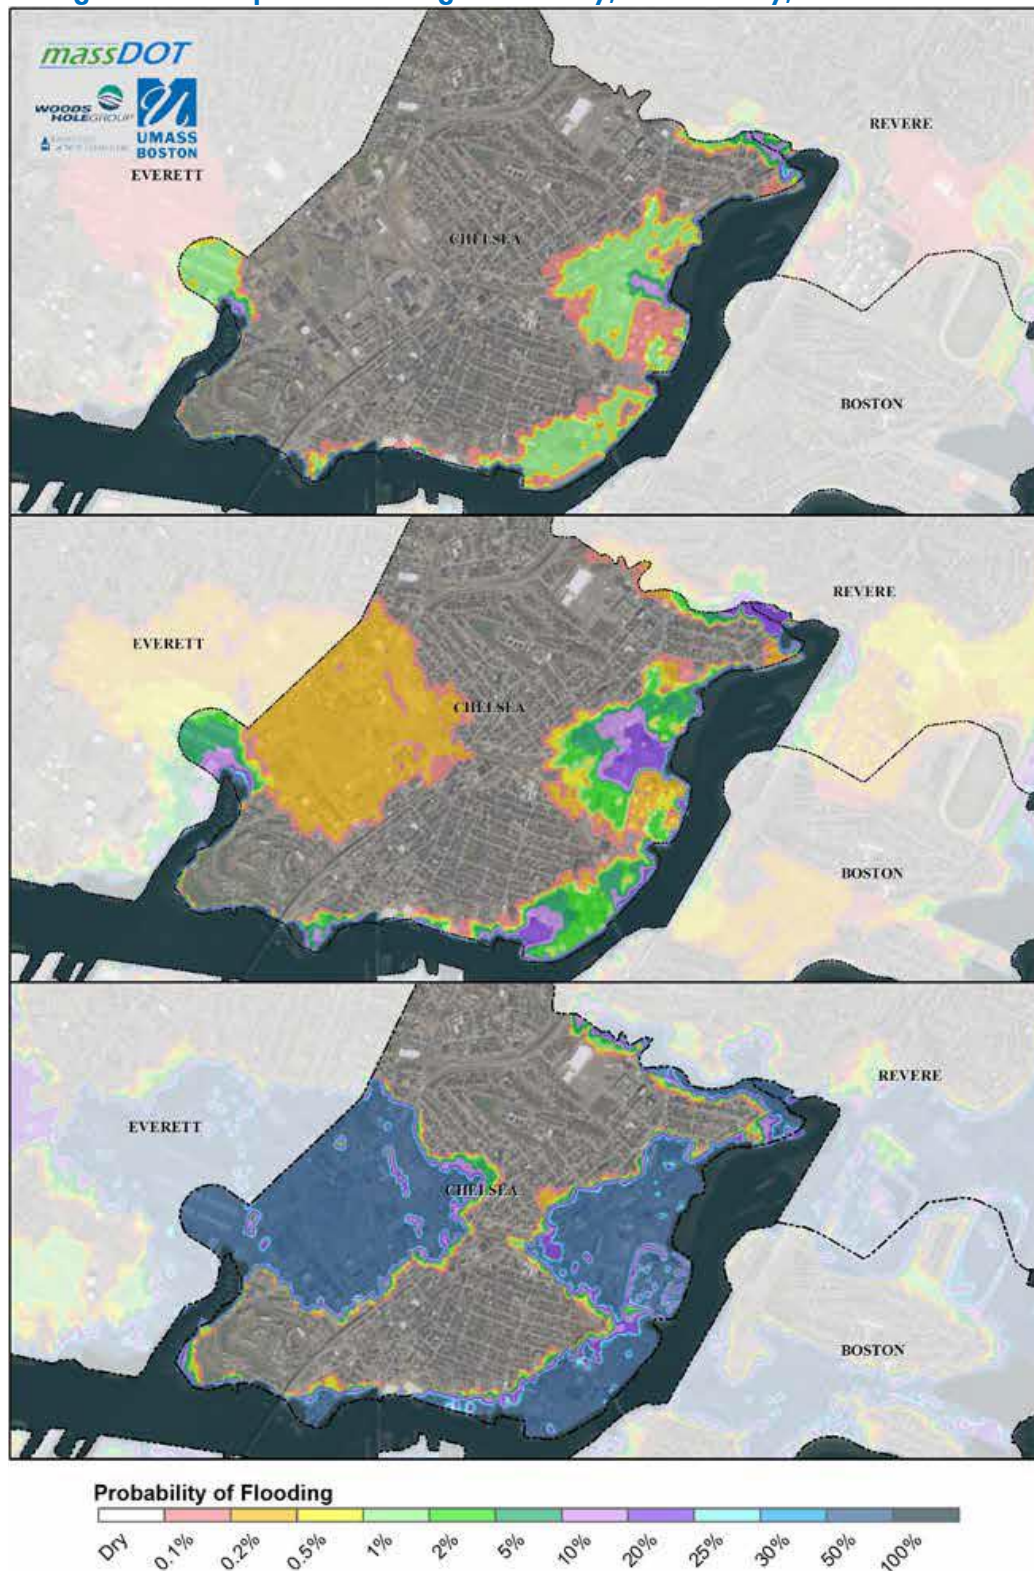 massDOT
WOODS HOLE GROUP
UMASS
BOSTON
EVERETT
CHELSEA
REVERE
BOSTON
EVERETT
CHELSEA
REVERE
BOSTON
EVERETT
CHELSEA
REVERE
BOSTON
Probability of Flooding
Dry 0.1% 0.2% 0.5% 1% 2% 5% 10% 20% 25% 30% 50% 100%